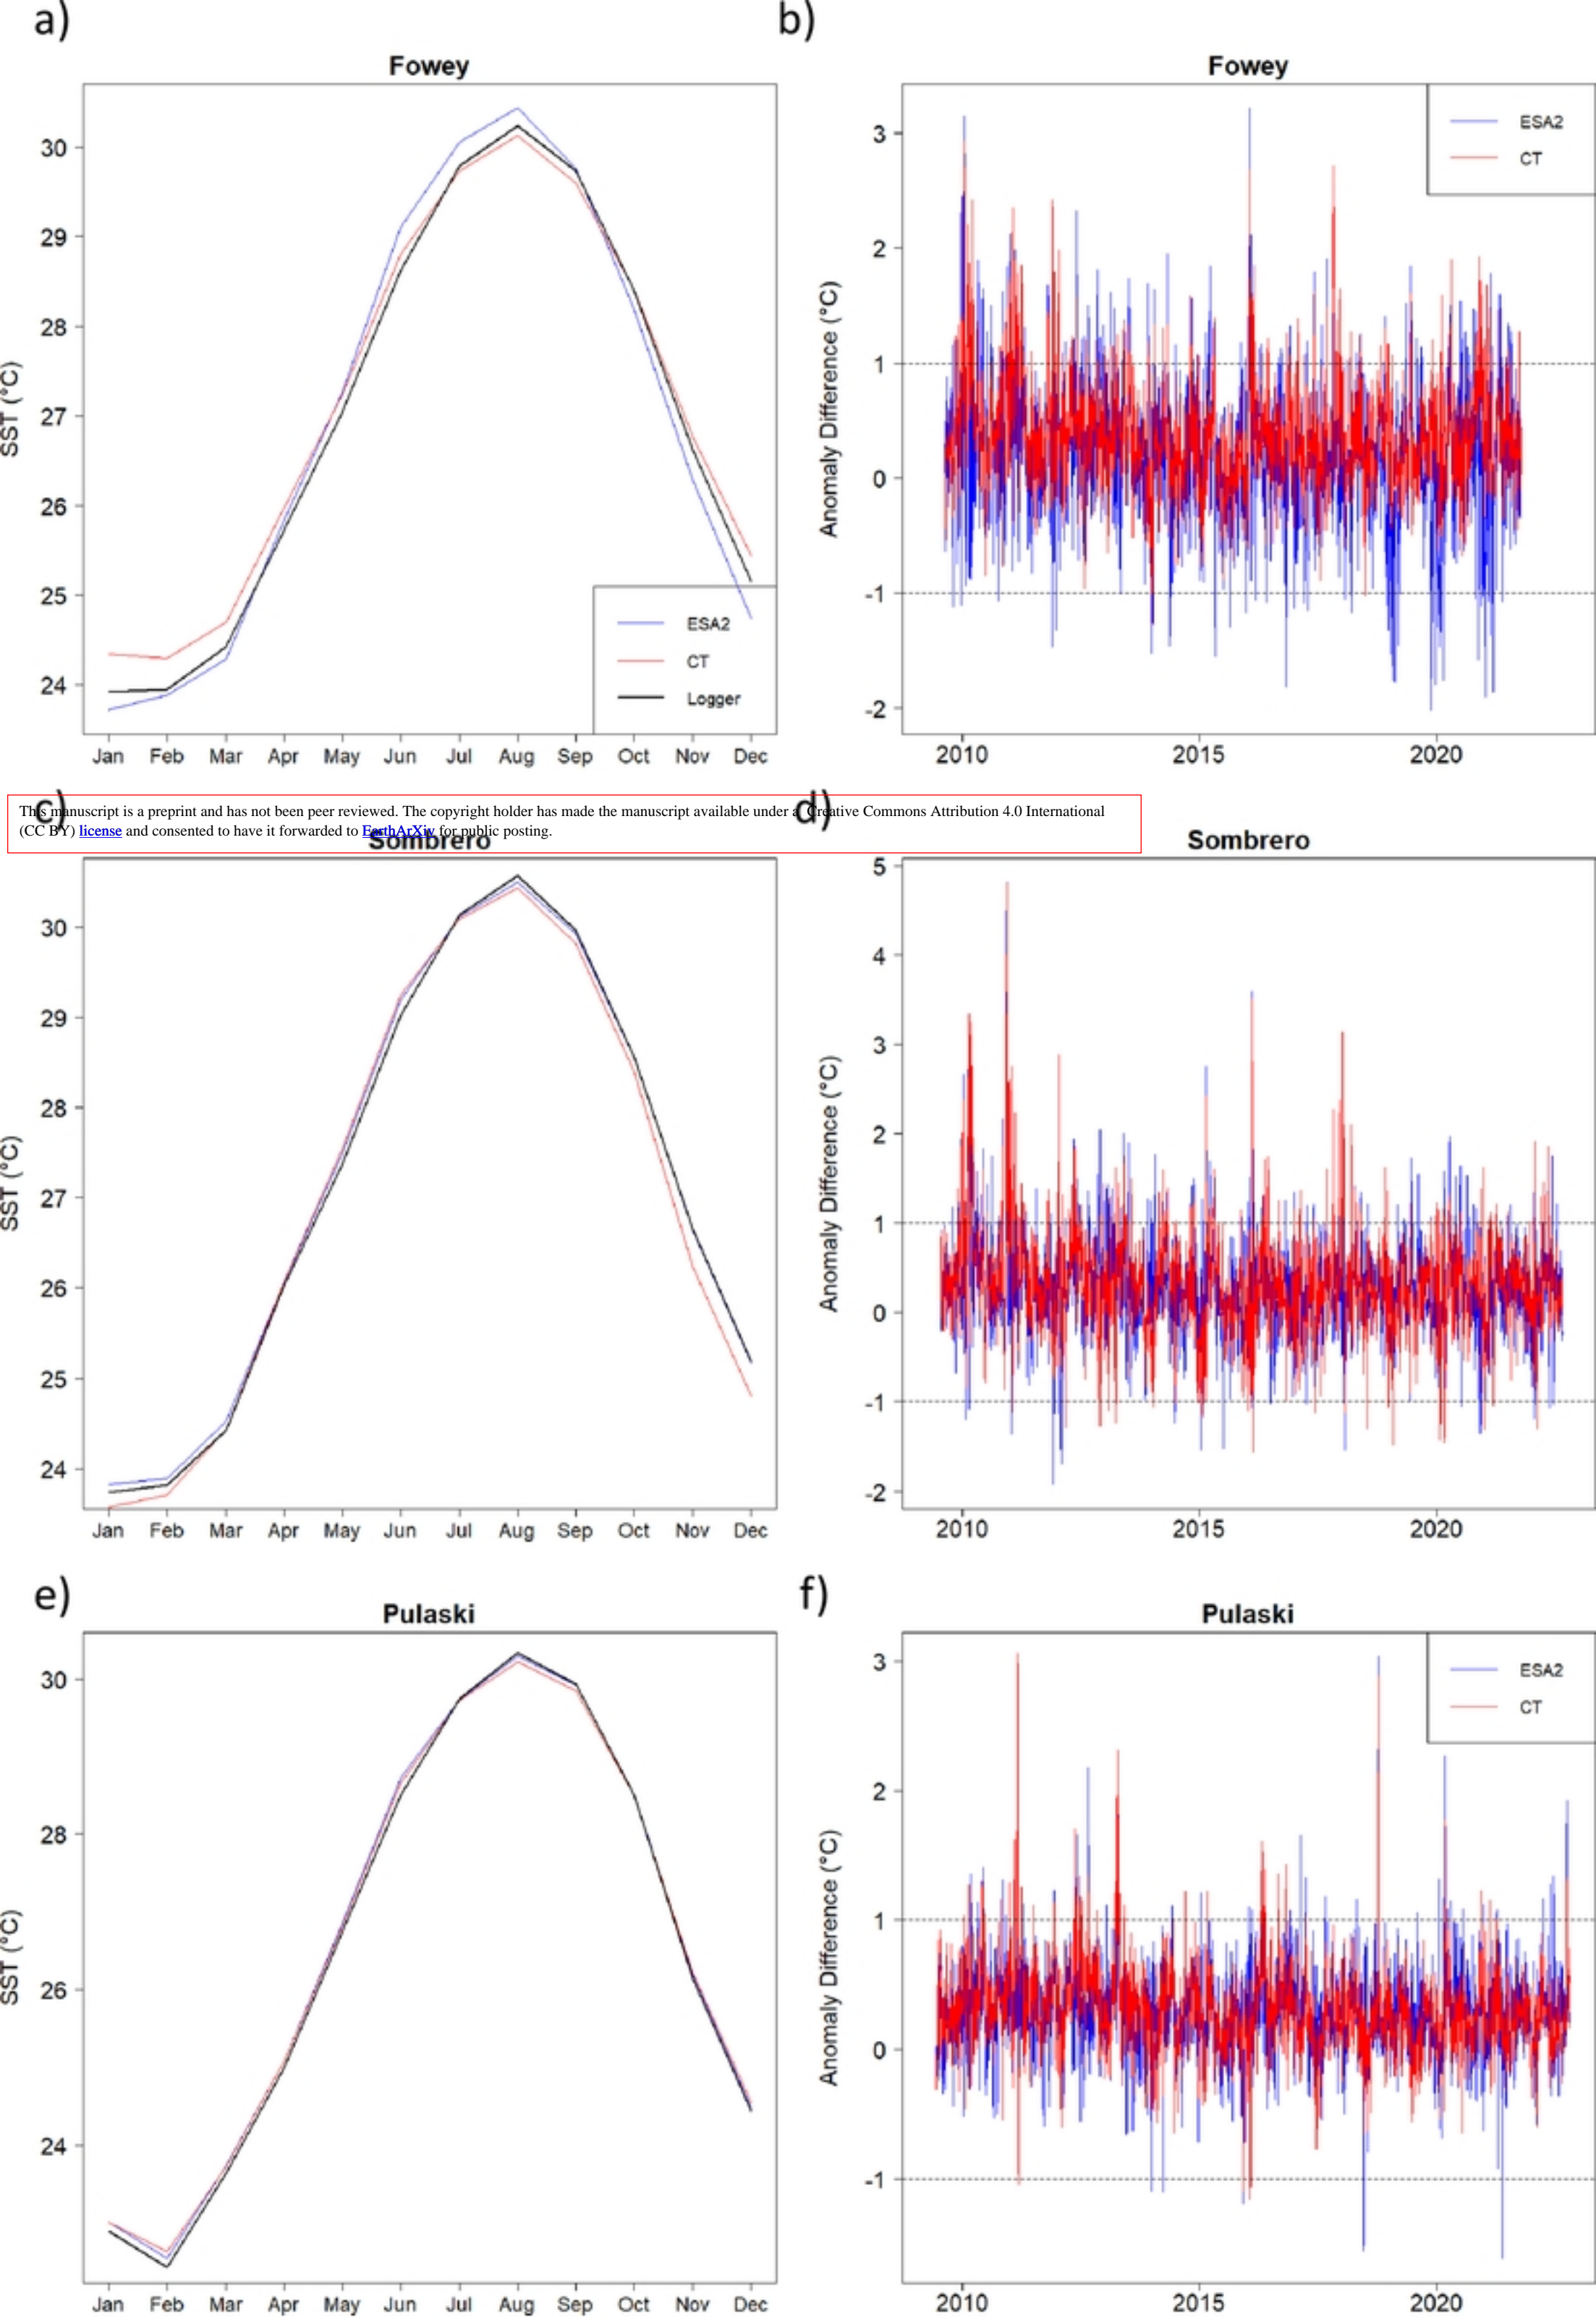 a)
Fowey
SST (°C)
30
29
28
27
26
25
24
ESA2
CT
Logger
Jan Feb Mar Apr May Jun Jul Aug Sep Oct Nov Dec
b)
Fowey
Anomaly Difference (°C)
3
2
1
0
-1
-2
ESA2
CT
2010 2015 2020
This manuscript is a preprint and has not been peer reviewed. The copyright holder has made the manuscript available under a Creative Commons Attribution 4.0 International
(CC BY) license and consented to have it forwarded to EarthArXiv for public posting.
c)
Sombrero
SST (°C)
30
29
28
27
26
25
24
Jan Feb Mar Apr May Jun Jul Aug Sep Oct Nov Dec
d)
Sombrero
Anomaly Difference (°C)
5
4
3
2
1
0
-1
-2
2010 2015 2020
e)
Pulaski
SST (°C)
30
28
26
24
Jan Feb Mar Apr May Jun Jul Aug Sep Oct Nov Dec
f)
Pulaski
Anomaly Difference (°C)
3
2
1
0
-1
ESA2
CT
2010 2015 2020